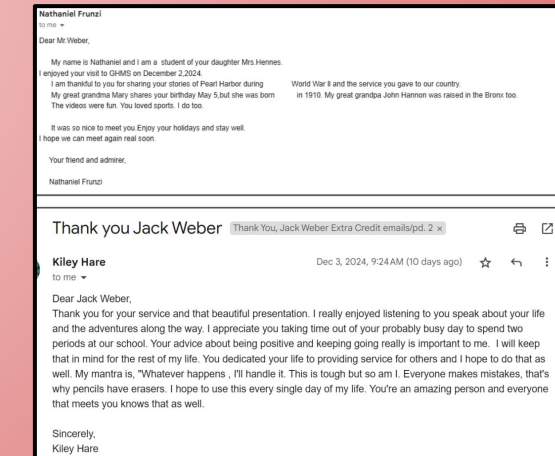 Nathaniel Frunzi
to me
Dear Mr.Weber,
My name is Nathaniel and I am a student of your daughter Mrs.Hennes.
I enjoyed your visit to GHMS on December 2,2024.
I am thankful to you for sharing your stories of Pearl Harbor during World War II and the service you gave to our country.
My great grandma Mary shares your birthday May 5,but she was born in 1910. My great grandpa John Hannon was raised in the Bronx too.
The videos were fun. You loved sports. I do too.
It was so nice to meet you.Enjoy your holidays and stay well.
I hope we can meet again real soon.
Your friend and admirer,
Nathaniel Frunzi
Thank you Jack Weber Thank You, Jack Weber Extra Credit emails/pd. 2 ×
Kiley Hare Dec 3, 2024, 9:24 AM (10 days ago)
to me
Dear Jack Weber,
Thank you for your service and that beautiful presentation. I really enjoyed listening to you speak about your life
and the adventures along the way. I appreciate you taking time out of your probably busy day to spend two
periods at our school. Your advice about being positive and keeping going really is important to me. I will keep
that in mind for the rest of my life. You dedicated your life to providing service for others and I hope to do that as
well. My mantra is, "Whatever happens , I'll handle it. This is tough but so am I. Everyone makes mistakes, that's
why pencils have erasers. I hope to use this every single day of my life. You're an amazing person and everyone
that meets you knows that as well.
Sincerely,
Kiley Hare